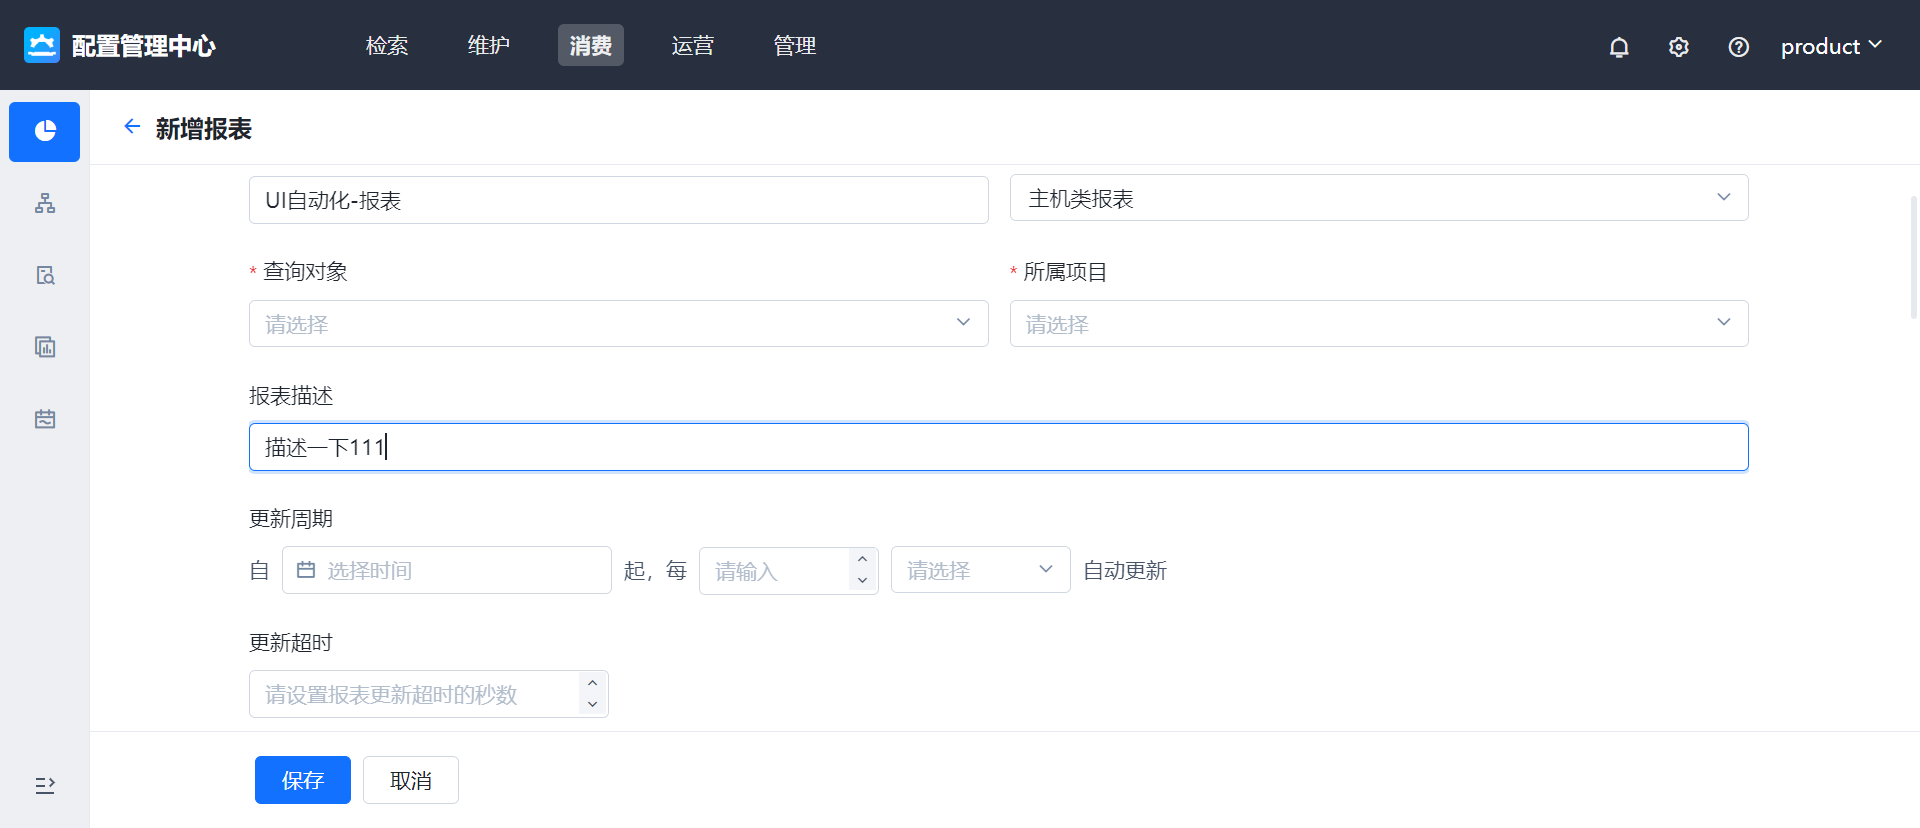 配置管理中心 检索 维护 消费 运营 管理 product
新增报表
UI自动化-报表 主机类报表
* 查询对象 * 所属项目
请选择 请选择
报表描述
描述一下111
更新周期
自 选择时间 起，每 请输入 请选择 自动更新
更新超时
请设置报表更新超时的秒数
保存 取消